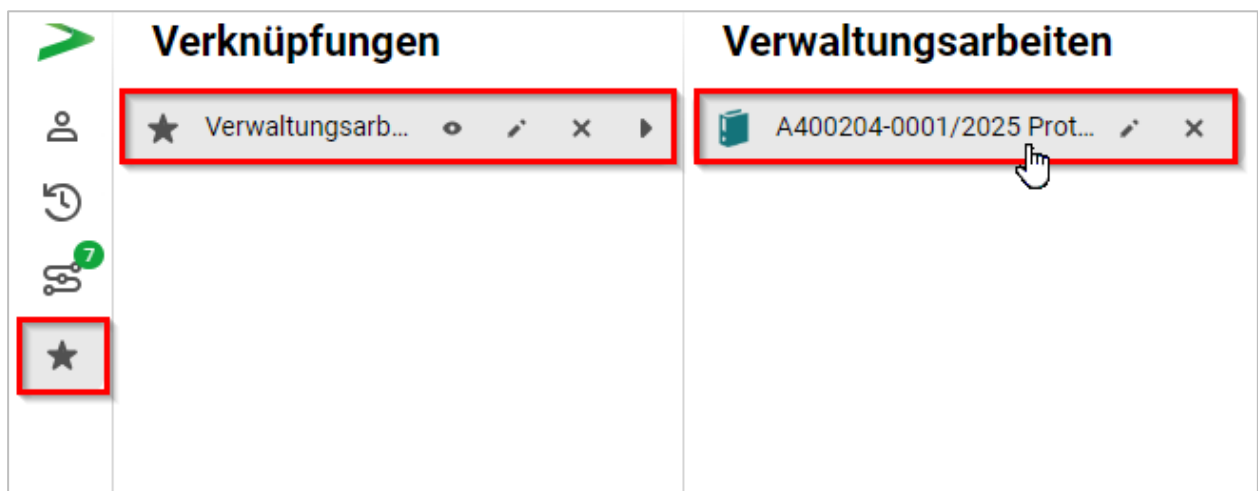 Verknüpfungen
Verwaltungsarbeiten
Verwaltungsarb...
A400204-0001/2025 Prot...
7